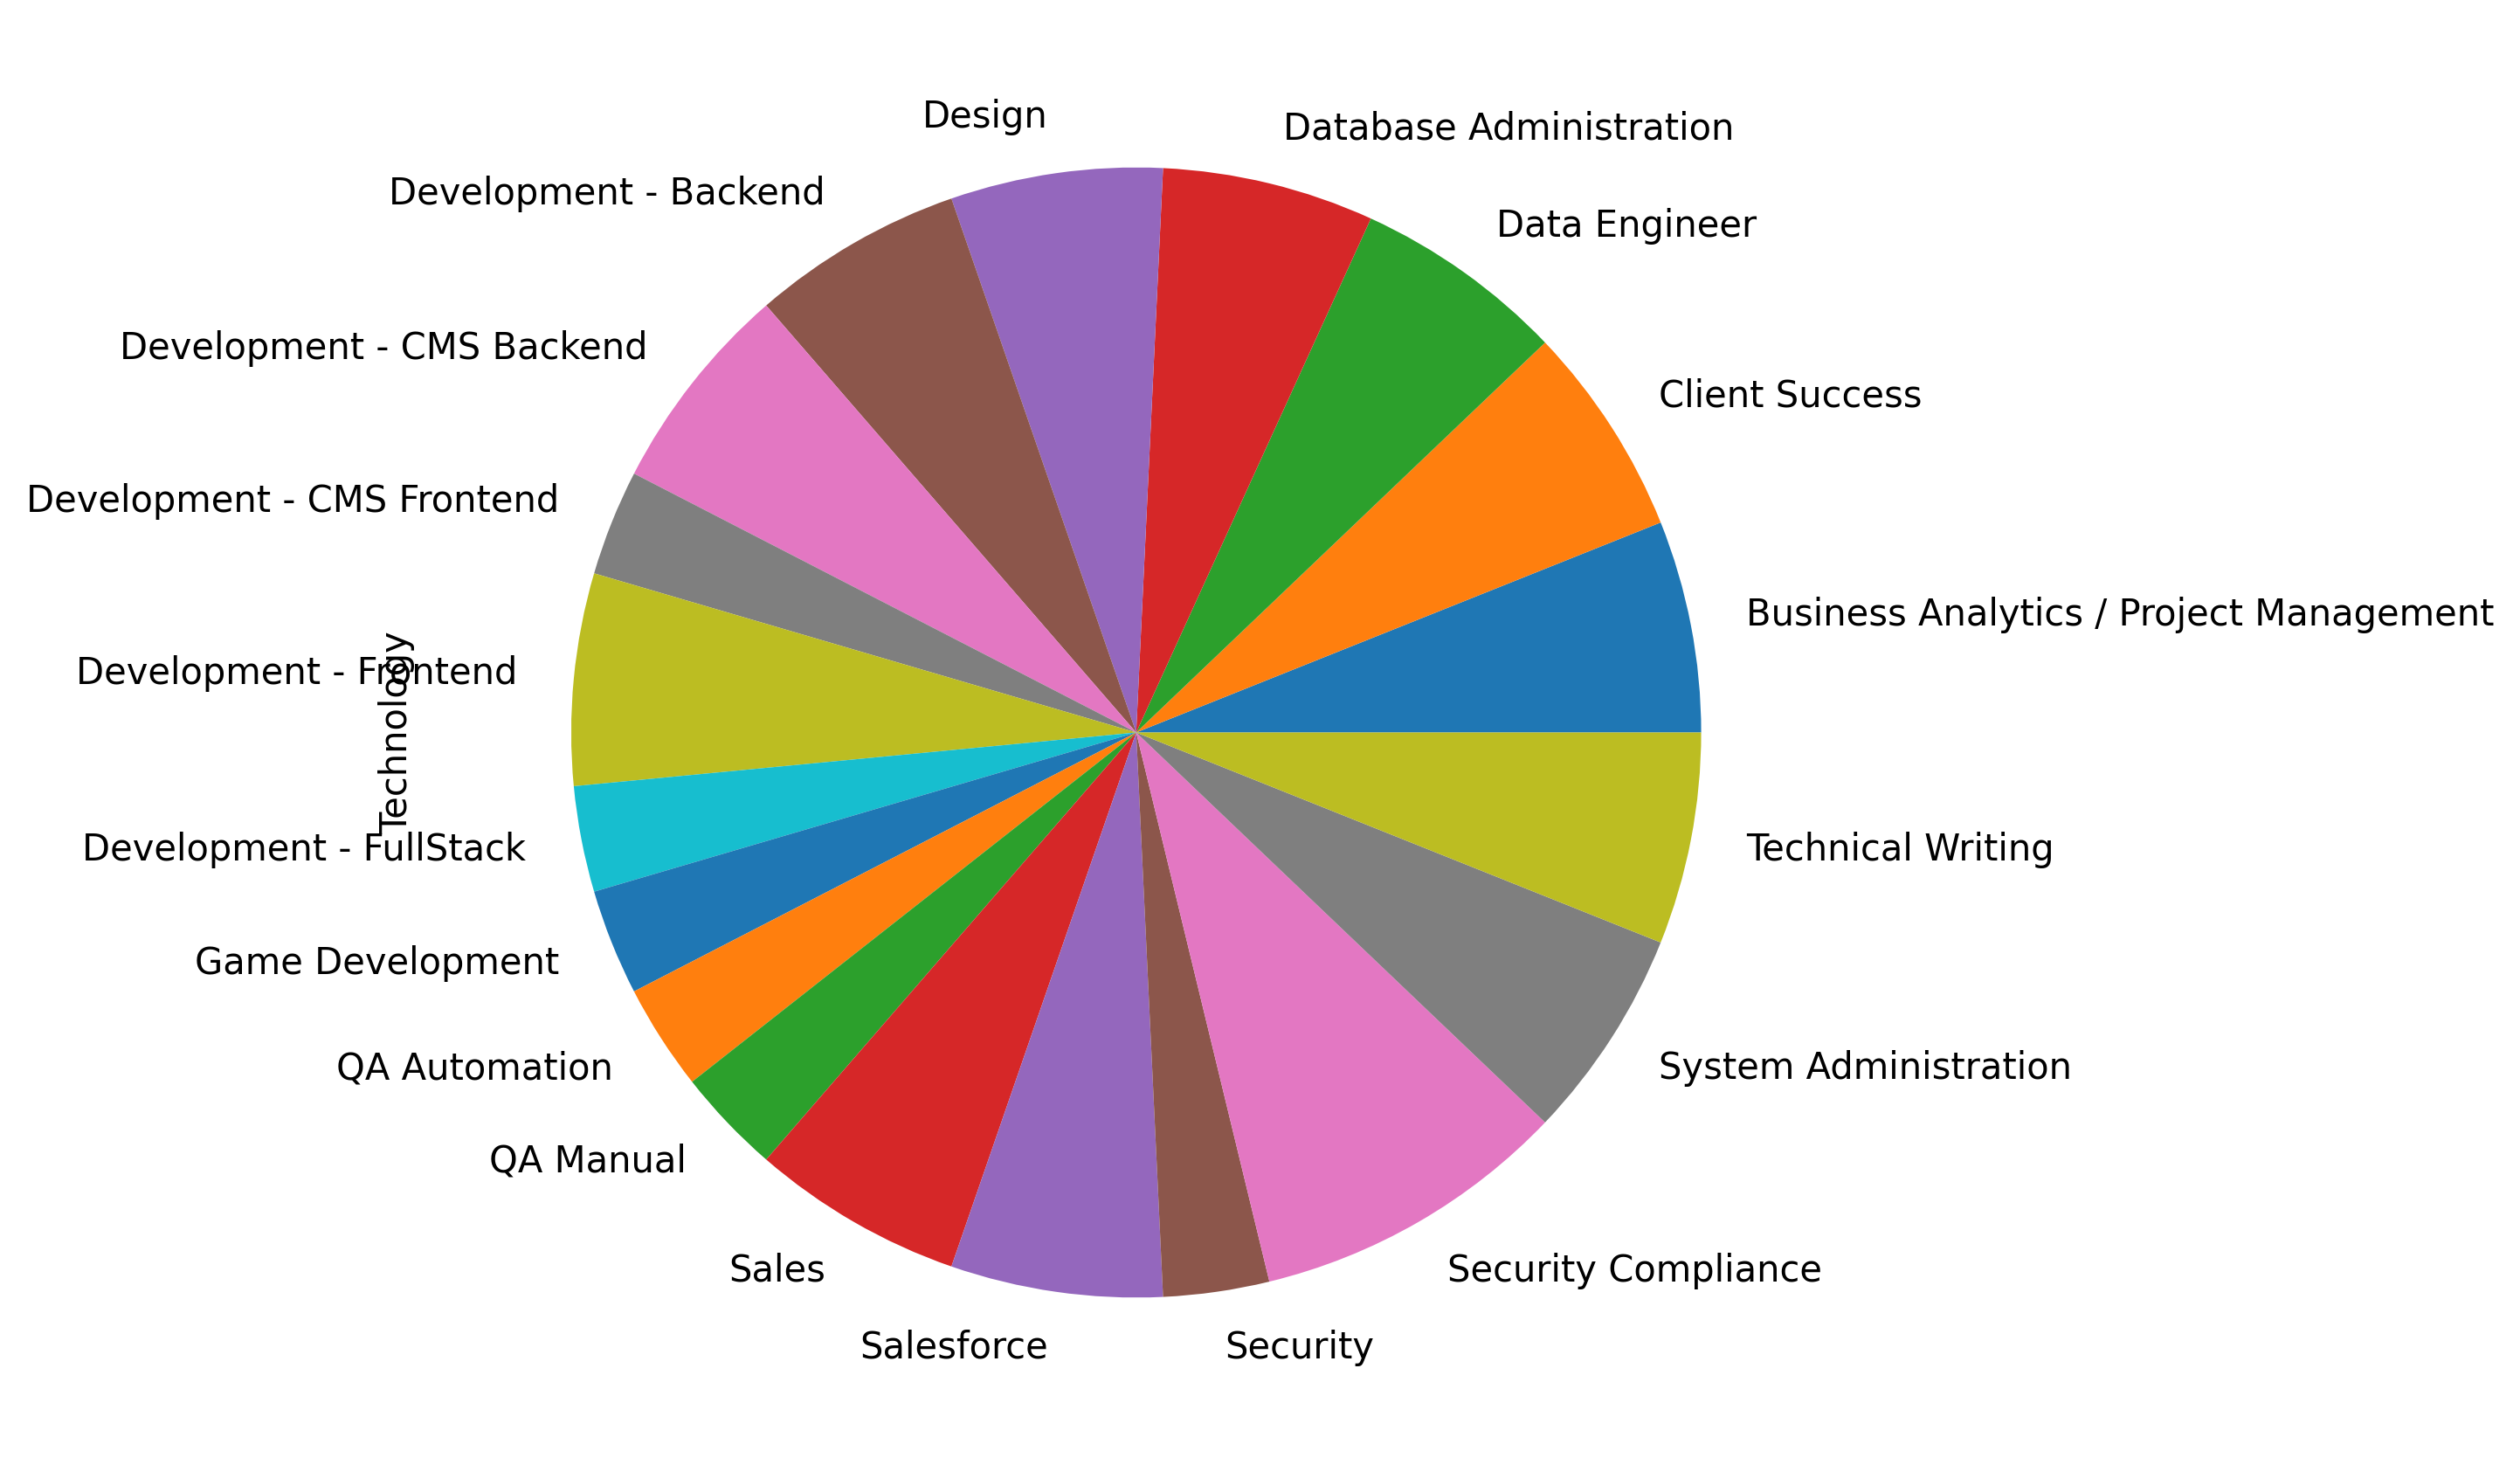 Design
Database Administration
Development - Backend
Data Engineer
Development - CMS Backend
Client Success
Development - CMS Frontend
Business Analytics / Project Management
Development - Frontend
Technology
Development - FullStack
Technical Writing
Game Development
QA Automation
System Administration
QA Manual
Sales
Security Compliance
Salesforce
Security